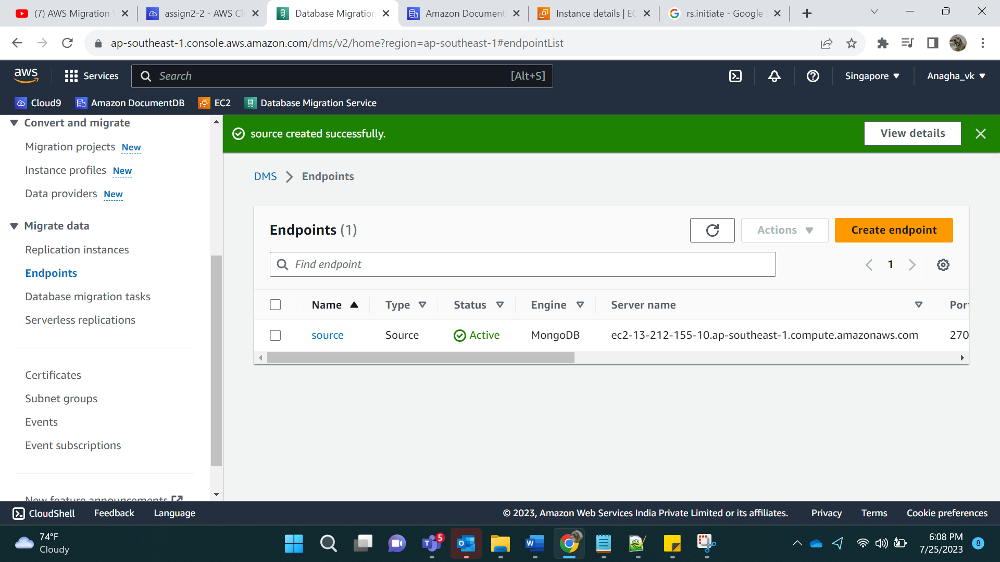 (7) AWS Migration
assign2-2 - AWS Cl
Database Migration
Amazon Document
Instance details | EC
rs.initiate - Google
ap-southeast-1.console.aws.amazon.com/dms/v2/home?region=ap-southeast-1#endpointList
aws
Services
Search
[Alt+S]
Singapore
Anagha_vk
Cloud9
Amazon DocumentDB
EC2
Database Migration Service
Convert and migrate
Migration projects New
Instance profiles New
Data providers New
Migrate data
Replication instances
Endpoints
Database migration tasks
Serverless replications
Certificates
Subnet groups
Events
Event subscriptions
New feature announcements
source created successfully.
View details
DMS
Endpoints
Endpoints (1)
Actions
Create endpoint
Find endpoint
1
Name Type Status Engine Server name Por
source Source Active MongoDB ec2-13-212-155-10.ap-southeast-1.compute.amazonaws.com 270
CloudShell
Feedback
Language
© 2023, Amazon Web Services India Private Limited or its affiliates.
Privacy
Terms
Cookie preferences
74°F
Cloudy
5
6:08 PM
7/25/2023
8